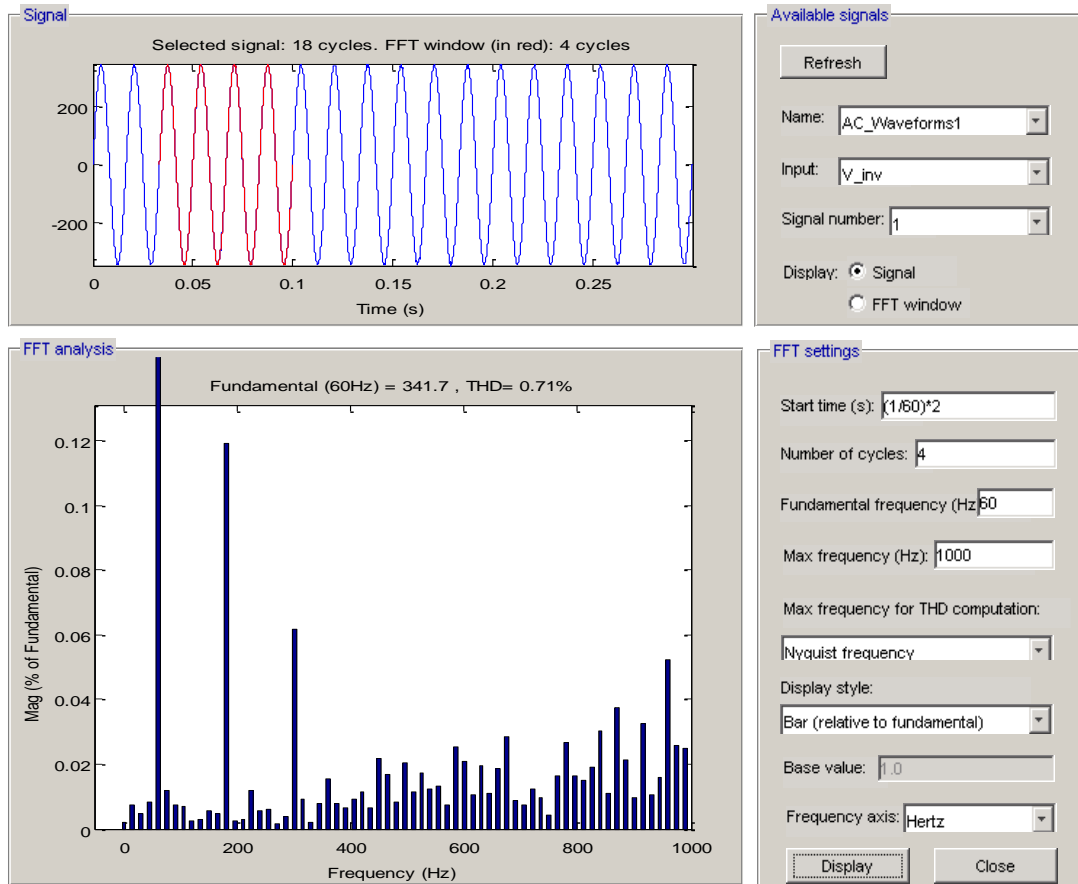 Signal
Selected signal: 18 cycles. FFT window (in red): 4 cycles
200
0
-200
0
0.05
0.1
0.15
0.2
0.25
Time (s)
Available signals
Refresh
Name:
AC_Waveforms1
Input:
V_inv
Signal number:
1
Display:
Signal
FFT window
FFT analysis
Fundamental (60Hz) = 341.7 , THD= 0.71%
0.12
0.1
0.08
0.06
0.04
0.02
0
Mag (% of Fundamental)
0
200
400
600
800
1000
Frequency (Hz)
FFT settings
Start time (s):
(1/60)*2
Number of cycles:
4
Fundamental frequency (Hz
60
Max frequency (Hz):
1000
Max frequency for THD computation:
Nyquist frequency
Display style:
Bar (relative to fundamental)
Base value:
1.0
Frequency axis:
Hertz
Display
Close